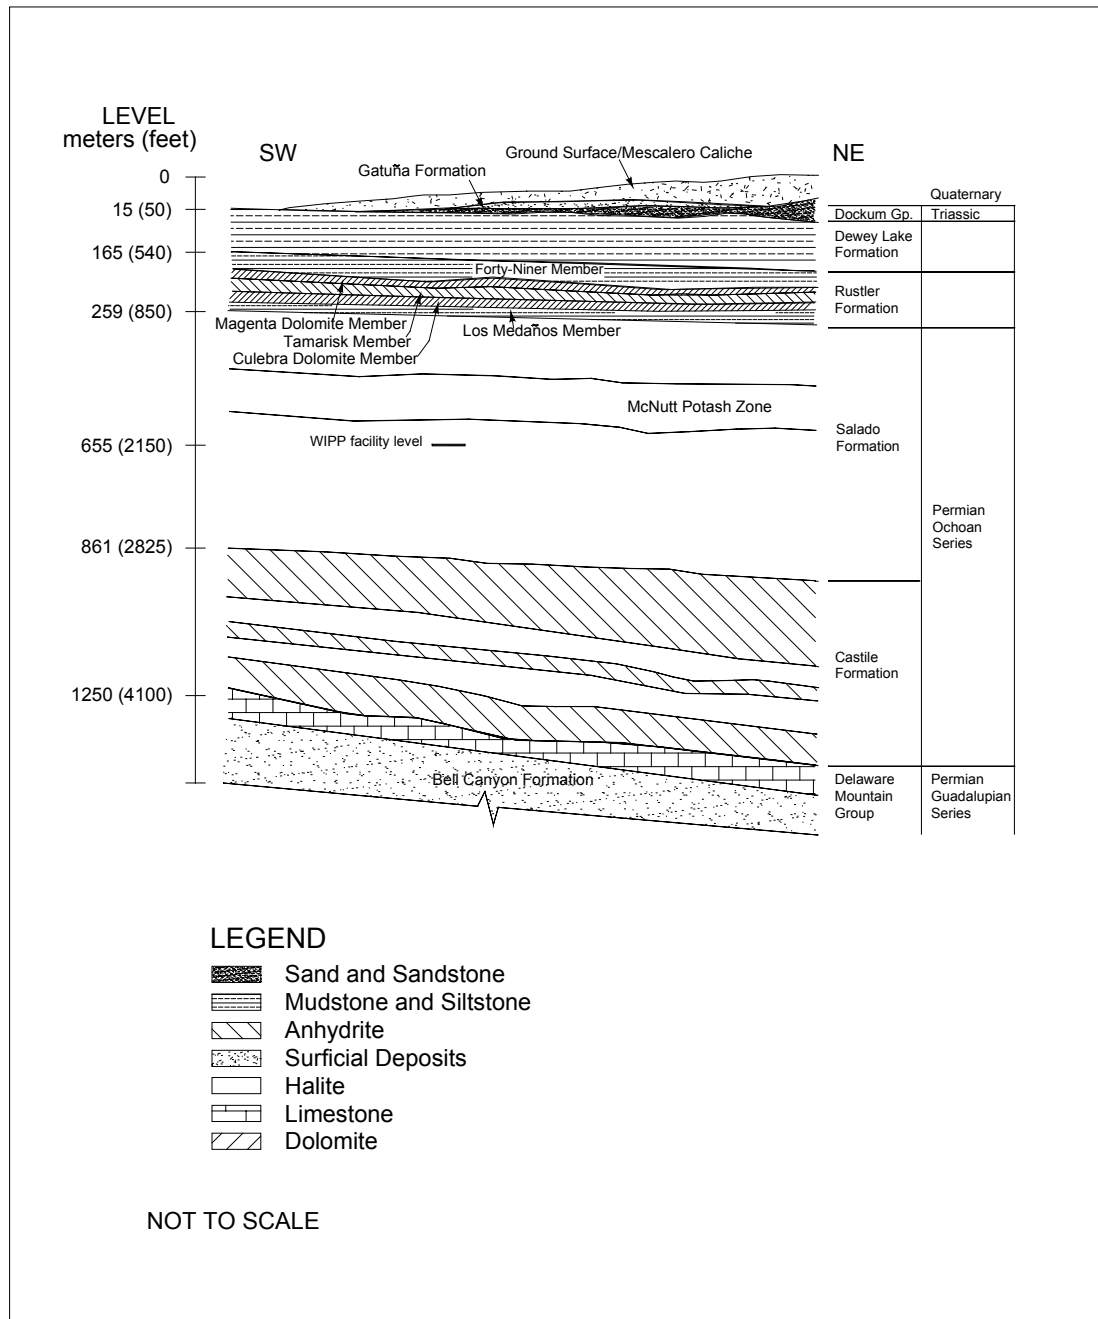 LEVEL
meters (feet)
SW
NE
Ground Surface/Mescalero Caliche
Gatuña Formation
0
15 (50)
165 (540)
259 (850)
655 (2150)
861 (2825)
1250 (4100)
Quaternary
Dockum Gp.
Triassic
Dewey Lake
Formation
Forty-Niner Member
Rustler
Formation
Magenta Dolomite Member
Tamarisk Member
Culebra Dolomite Member
Los Medaños Member
McNutt Potash Zone
Salado
Formation
WIPP facility level
Permian
Ochoan
Series
Castile
Formation
Bell Canyon Formation
Delaware
Mountain
Group
Permian
Guadalupian
Series
LEGEND
Sand and Sandstone
Mudstone and Siltstone
Anhydrite
Surficial Deposits
Halite
Limestone
Dolomite
NOT TO SCALE